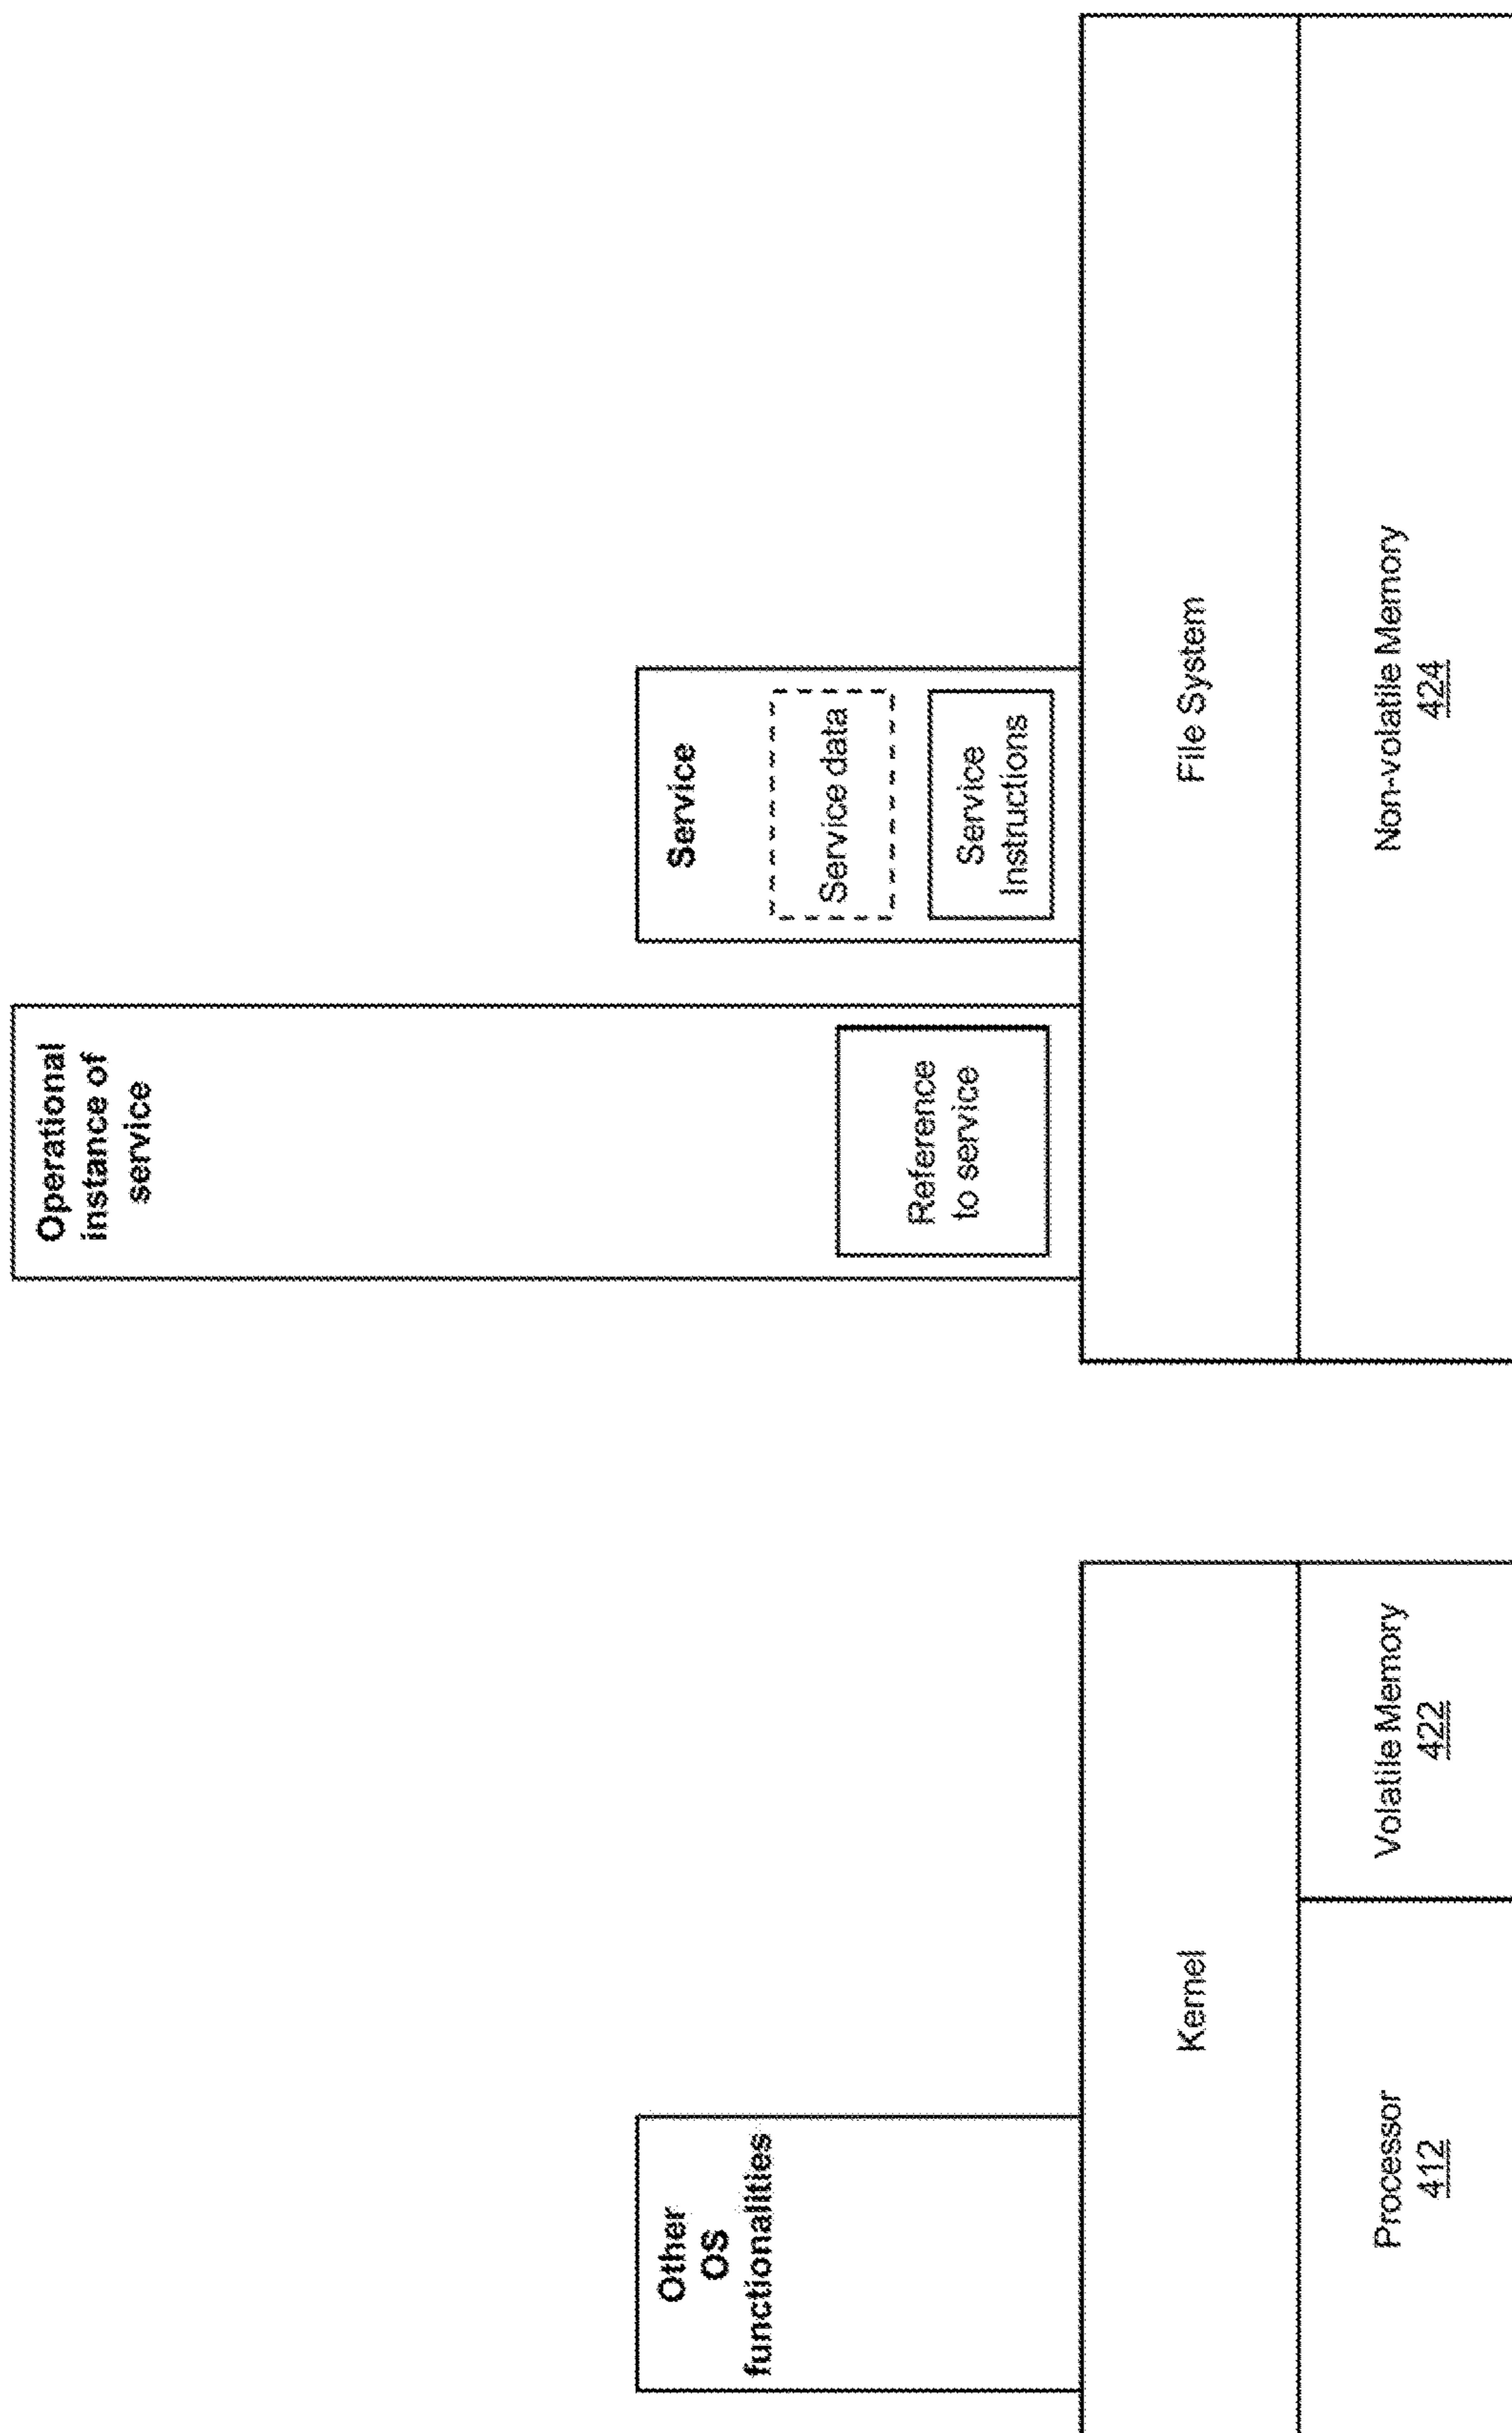 Other
OS
functionalities
Kernel
Processor
412
Volatile Memory
422
Operational
instance of
service
Reference
to service
Service
Service data
Service
Instructions
File System
Non-volatile Memory
424